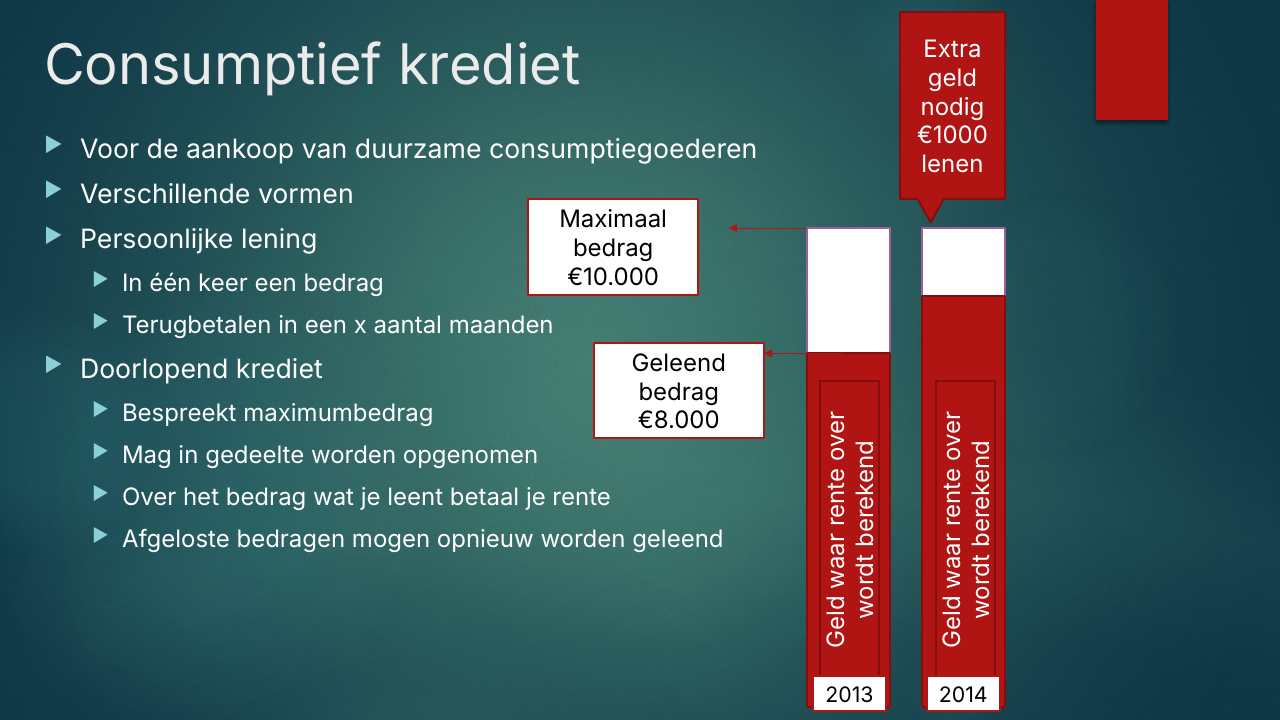 Consumptief krediet
Voor de aankoop van duurzame consumptiegoederen
Verschillende vormen
Persoonlijke lening
In één keer een bedrag
Terugbetalen in een x aantal maanden
Doorlopend krediet
Bespreekt maximumbedrag
Mag in gedeelte worden opgenomen
Over het bedrag wat je leent betaal je rente
Afgeloste bedragen mogen opnieuw worden geleend
Maximaal
bedrag
€10.000
Geleend
bedrag
€8.000
Extra
geld
nodig
€1000
lenen
Geld waar rente over
wordt berekend
2013
Geld waar rente over
wordt berekend
2014